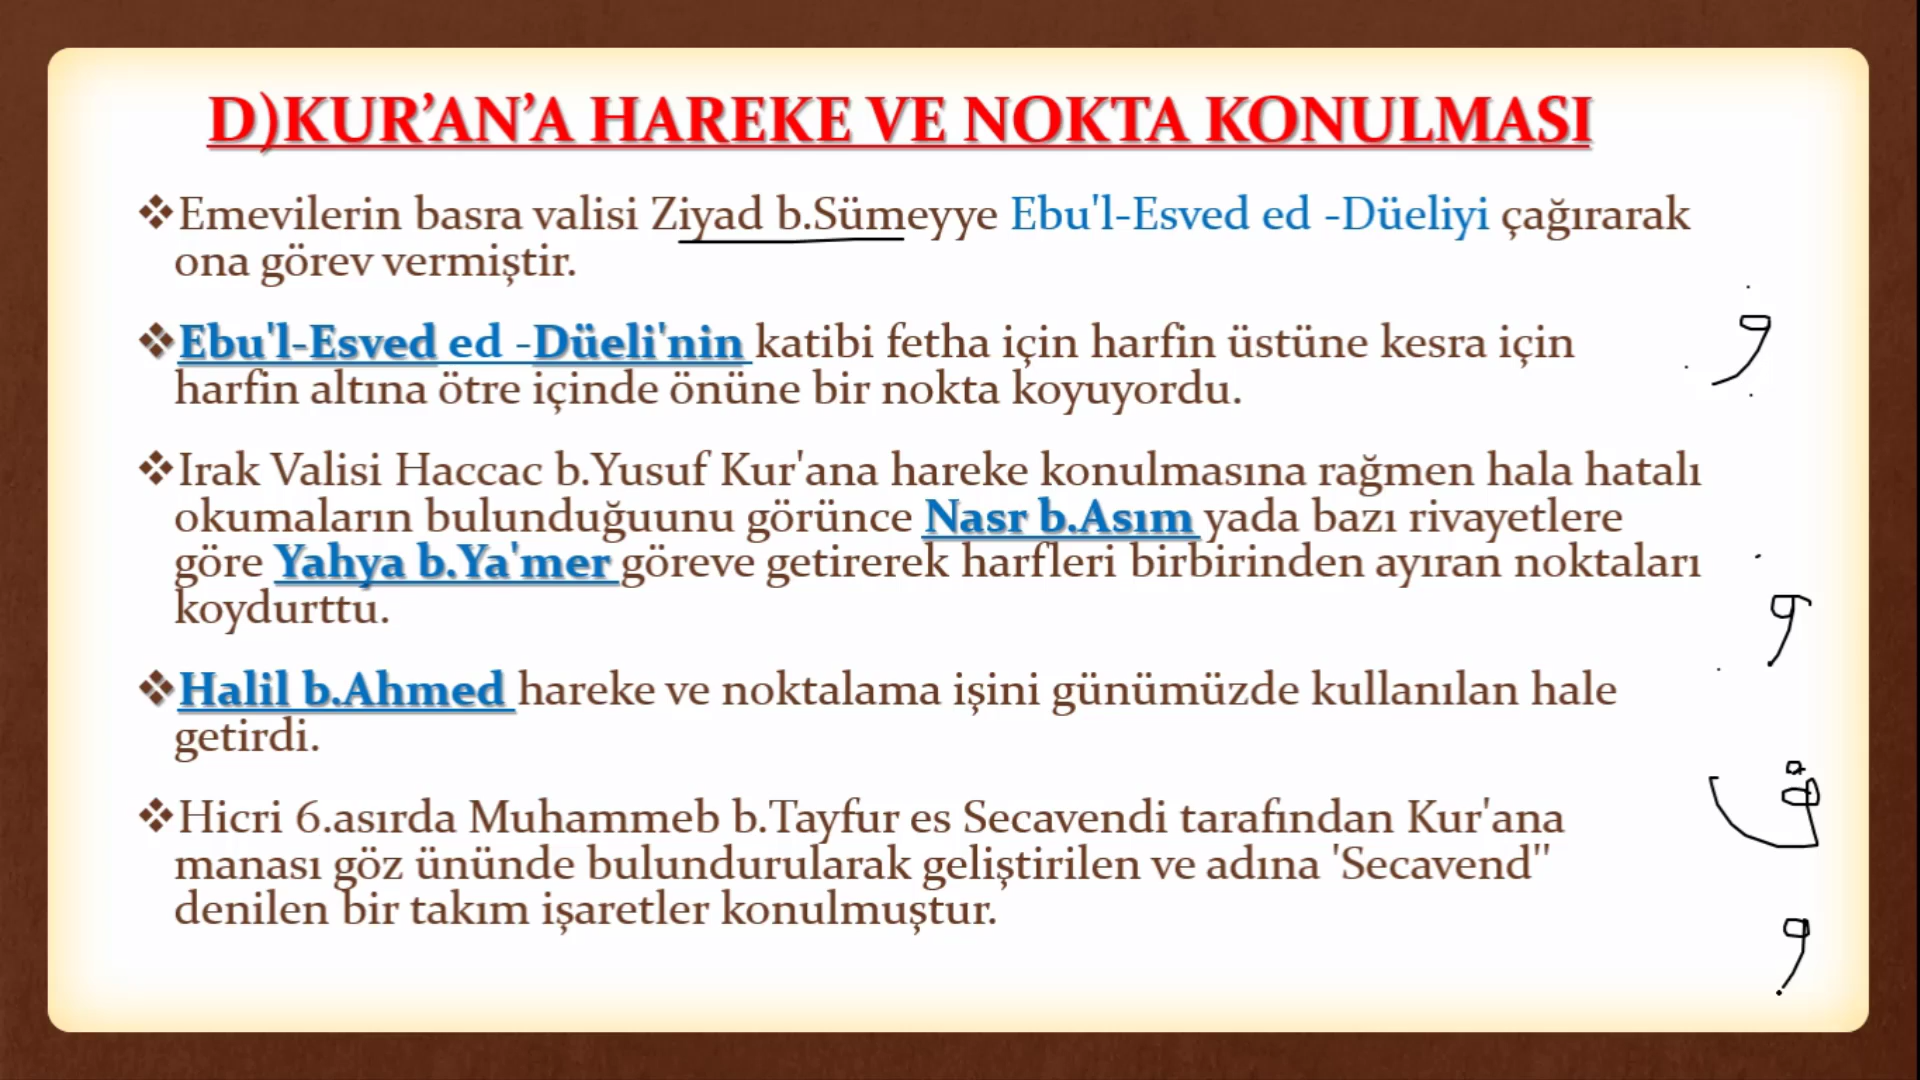 D)KUR’AN’A HAREKE VE NOKTA KONULMASI
❖Emevilerin basra valisi Ziyad b.Sümeyye Ebu'l-Esved ed -Düeliyi çağırarak
ona görev vermiştir.
❖Ebu'l-Esved ed -Düeli'nin katibi fetha için harfin üstüne kesra için
harfin altına ötre içinde önüne bir nokta koyuyordu.
❖Irak Valisi Haccac b.Yusuf Kur'ana hareke konulmasına rağmen hala hatalı
okumaların bulunduğuunu görünce Nasr b.Asım yada bazı rivayetlere
göre Yahya b.Ya'mer göreve getirerek harfleri birbirinden ayıran noktaları
koydurttu.
❖Halil b.Ahmed hareke ve noktalama işini günümüzde kullanılan hale
getirdi.
❖Hicri 6.asırda Muhammeb b.Tayfur es Secavendi tarafından Kur'ana
manası göz ününde bulundurularak geliştirilen ve adına 'Secavend''
denilen bir takım işaretler konulmuştur.